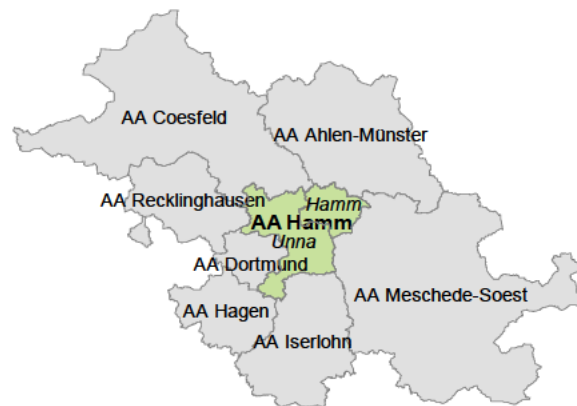 AA Coesfeld
AA Ahlen-Münster
AA Recklinghausen
Hamm
AA Hamm
Unna
AA Dortmund
AA Meschede-Soest
AA Hagen
AA Iserlohn